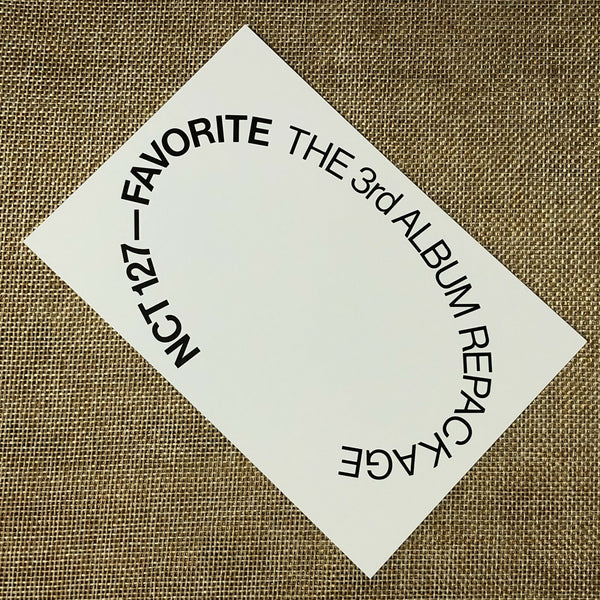 NCT 127—FAVORITE THE 3rd ALBUM REPACKAGE